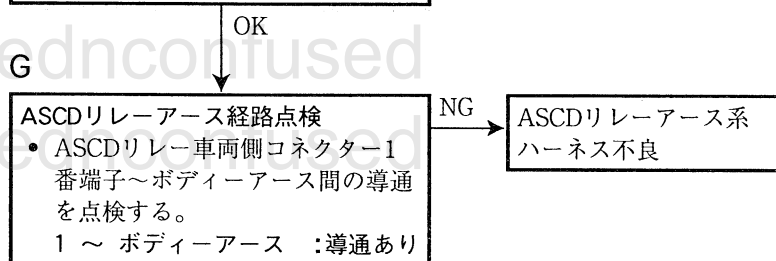 OK
G
ASCDリレーアース経路点検
• ASCDリレー車両側コネクター1
番端子〜ボディーアース間の導通
を点検する。
1 〜 ボディーアース :導通あり
NG
ASCDリレーアース系
ハーネス不良
ednconfused
ednconfused